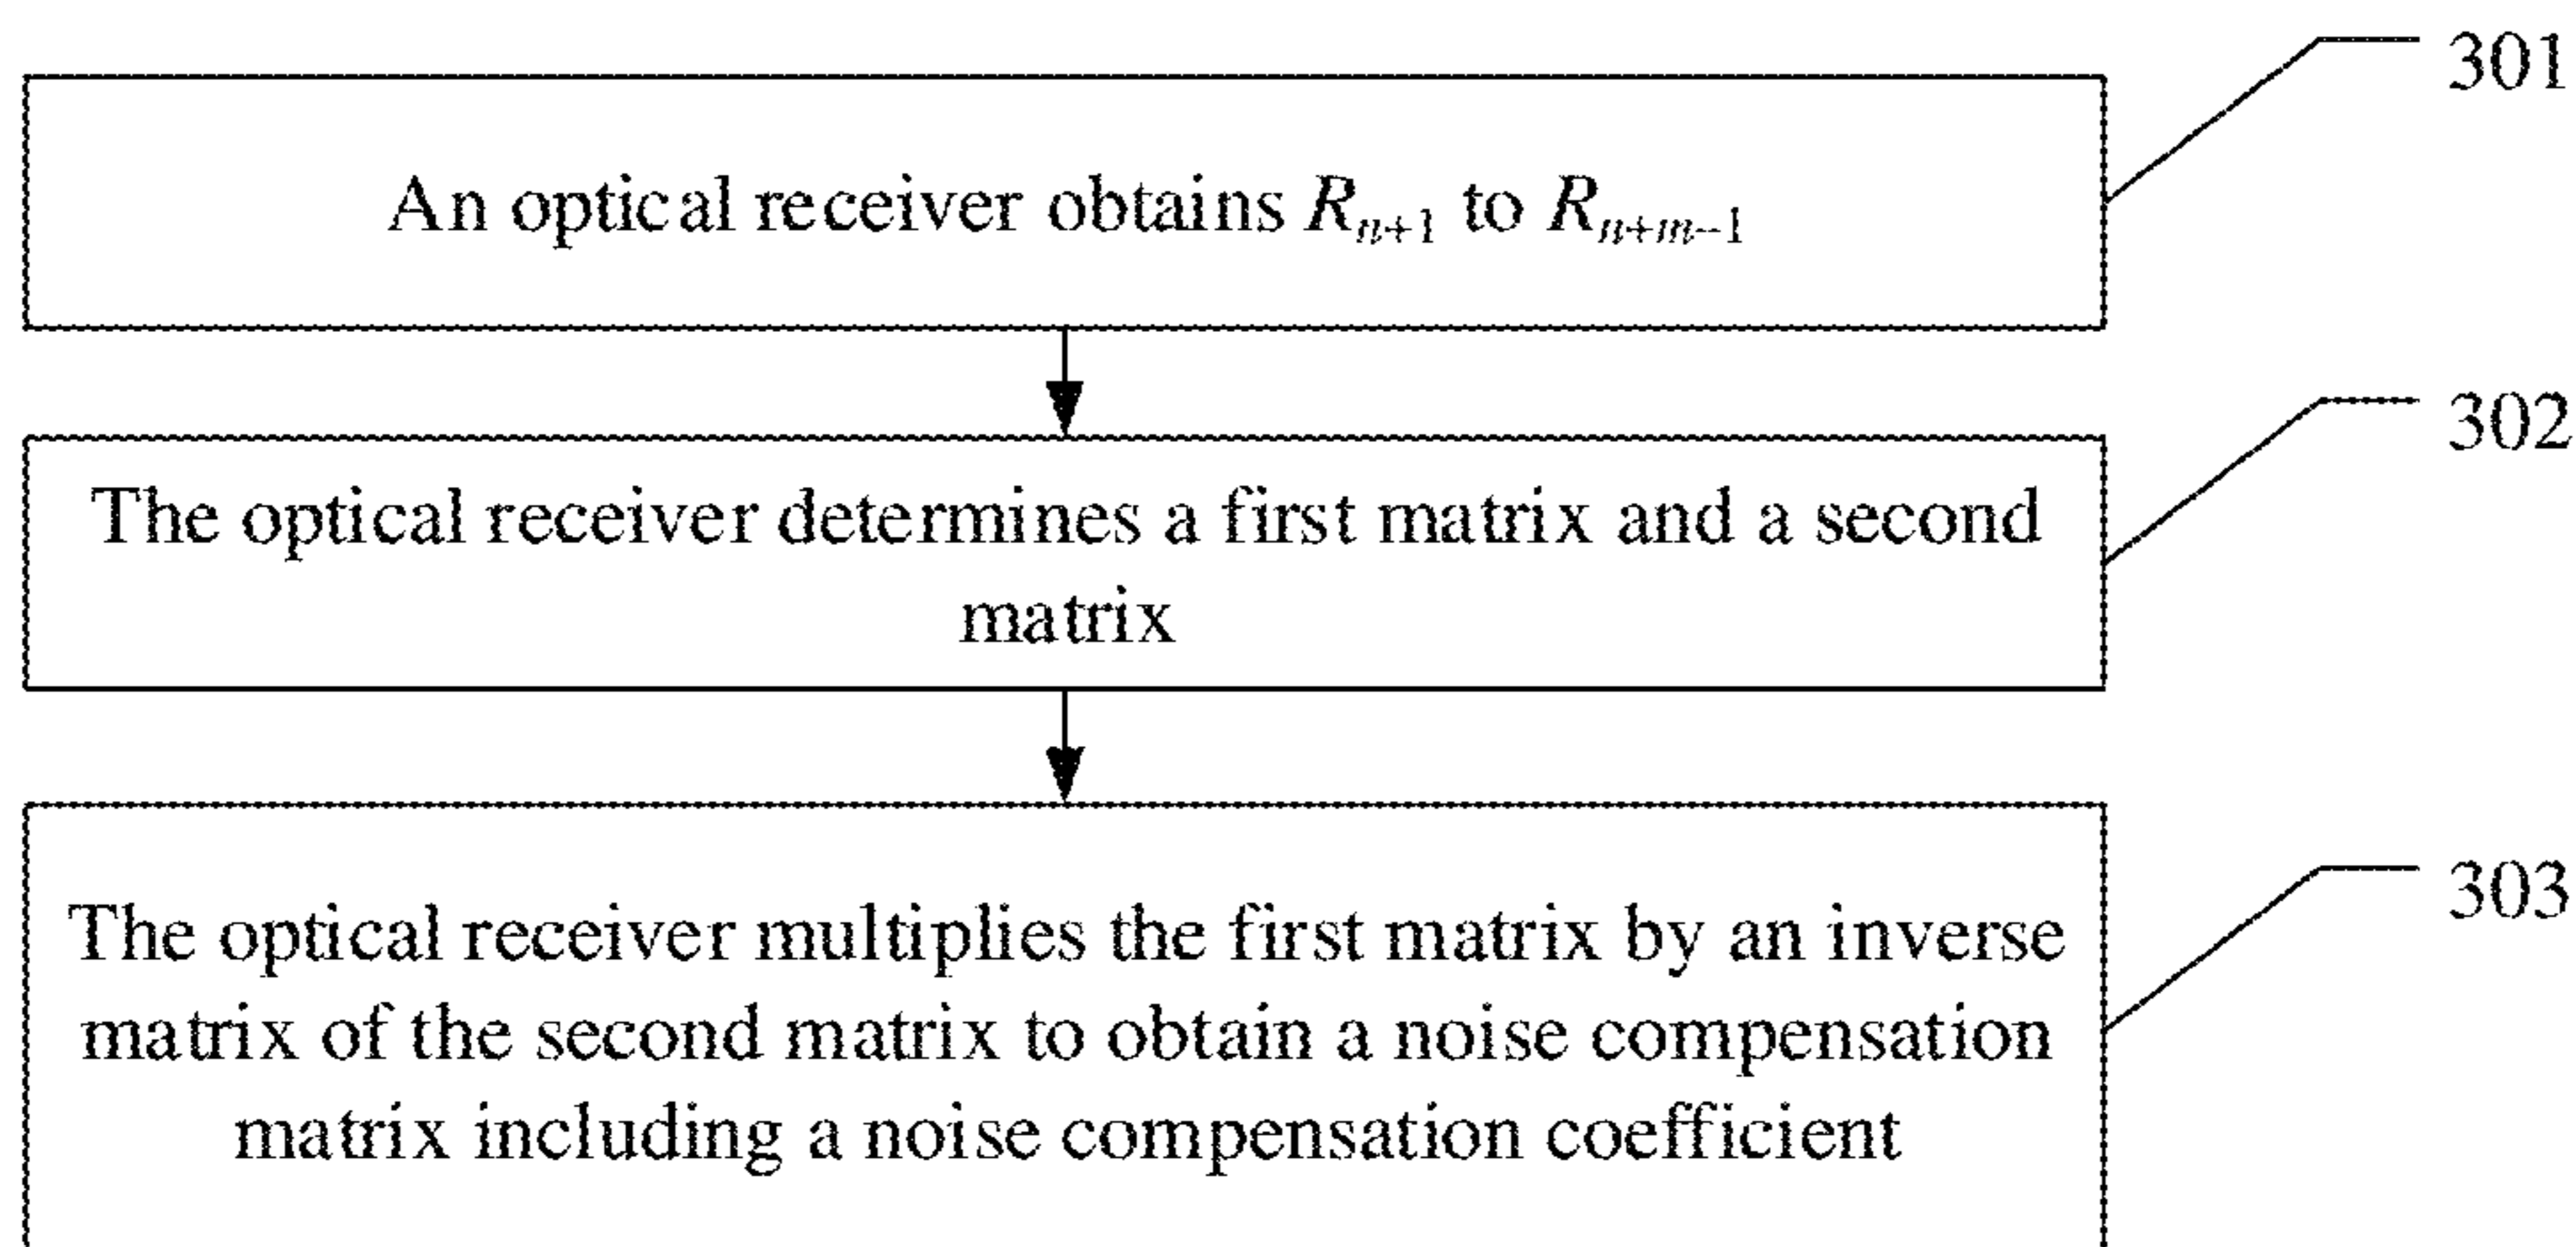 301
An optical receiver obtains Rₙ₊₁ to Rₙ₊ₘ₋₁
302
The optical receiver determines a first matrix and a second
matrix
303
The optical receiver multiplies the first matrix by an inverse
matrix of the second matrix to obtain a noise compensation
matrix including a noise compensation coefficient